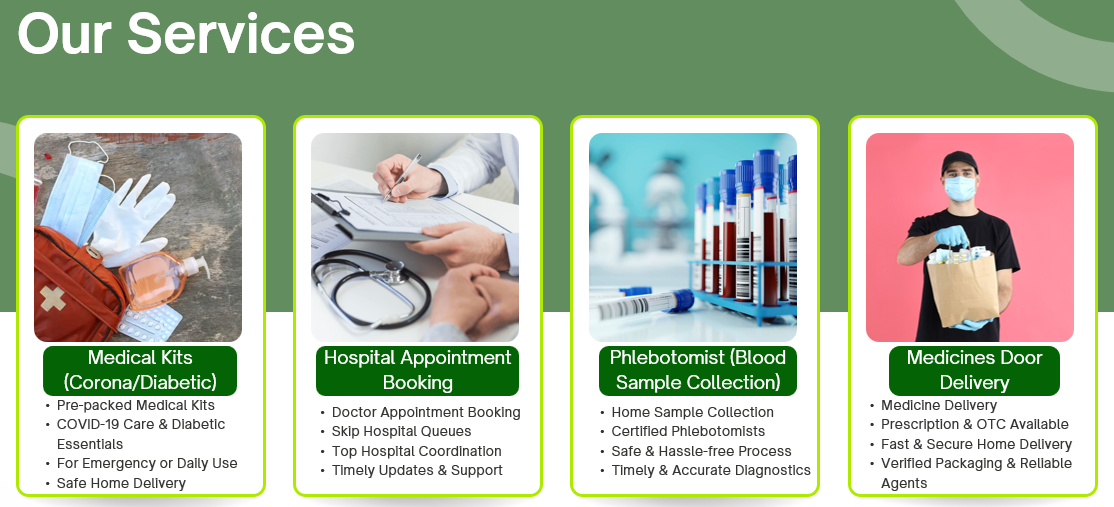 Our Services
Medical Kits
(Corona/Diabetic)
• Pre-packed Medical Kits
• COVID-19 Care & Diabetic
Essentials
• For Emergency or Daily Use
• Safe Home Delivery
Hospital Appointment
Booking
• Doctor Appointment Booking
• Skip Hospital Queues
• Top Hospital Coordination
• Timely Updates & Support
Phlebotomist (Blood
Sample Collection)
• Home Sample Collection
• Certified Phlebotomists
• Safe & Hassle-free Process
• Timely & Accurate Diagnostics
Medicines Door
Delivery
• Medicine Delivery
• Prescription & OTC Available
• Fast & Secure Home Delivery
• Verified Packaging & Reliable
Agents